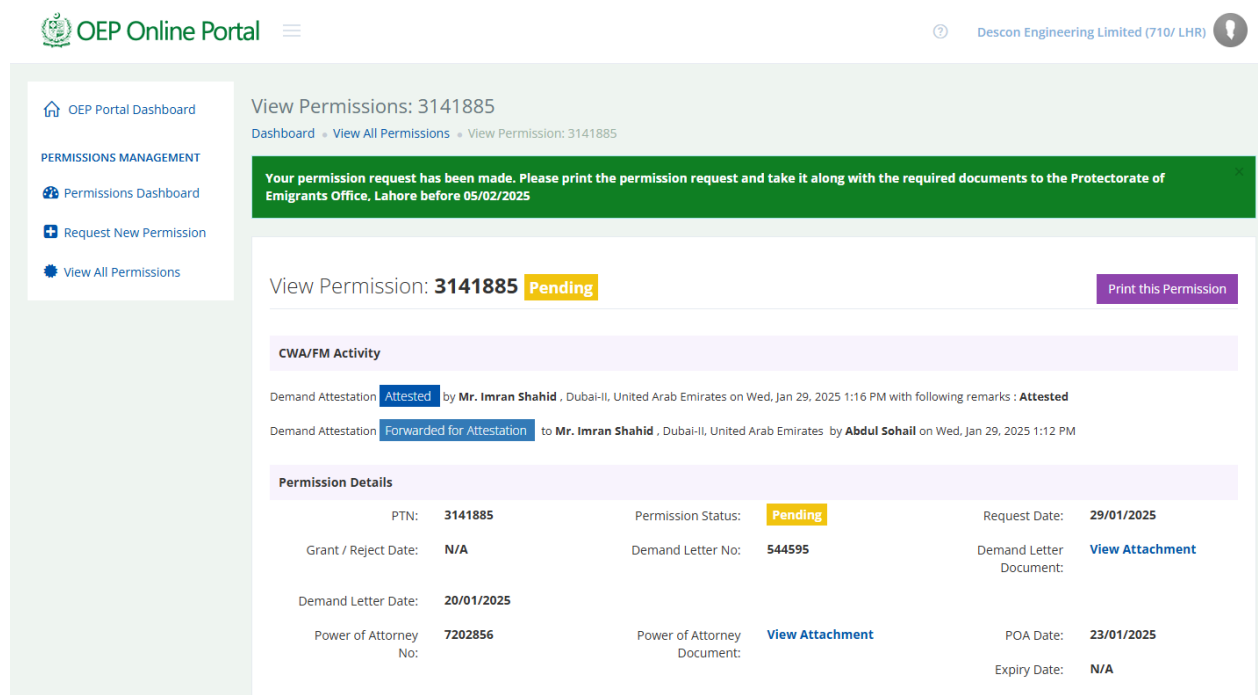 OEP Online Portal
Descon Engineering Limited (710/ LHR)
OEP Portal Dashboard
PERMISSIONS MANAGEMENT
Permissions Dashboard
Request New Permission
View All Permissions
View Permissions: 3141885
Dashboard View All Permissions View Permission: 3141885
Your permission request has been made. Please print the permission request and take it along with the required documents to the Protectorate of
Emigrants Office, Lahore before 05/02/2025
×
View Permission: 3141885 Pending
Print this Permission
CWA/FM Activity
Demand Attestation Attested by Mr. Imran Shahid , Dubai-II, United Arab Emirates on Wed, Jan 29, 2025 1:16 PM with following remarks : Attested
Demand Attestation Forwarded for Attestation to Mr. Imran Shahid , Dubai-II, United Arab Emirates by Abdul Sohail on Wed, Jan 29, 2025 1:12 PM
Permission Details
PTN: 3141885 Permission Status: Pending Request Date: 29/01/2025
Grant / Reject Date: N/A Demand Letter No: 544595 Demand Letter View Attachment
Document:
Demand Letter Date: 20/01/2025
Power of Attorney 7202856 Power of Attorney View Attachment POA Date: 23/01/2025
No: Document:
Expiry Date: N/A